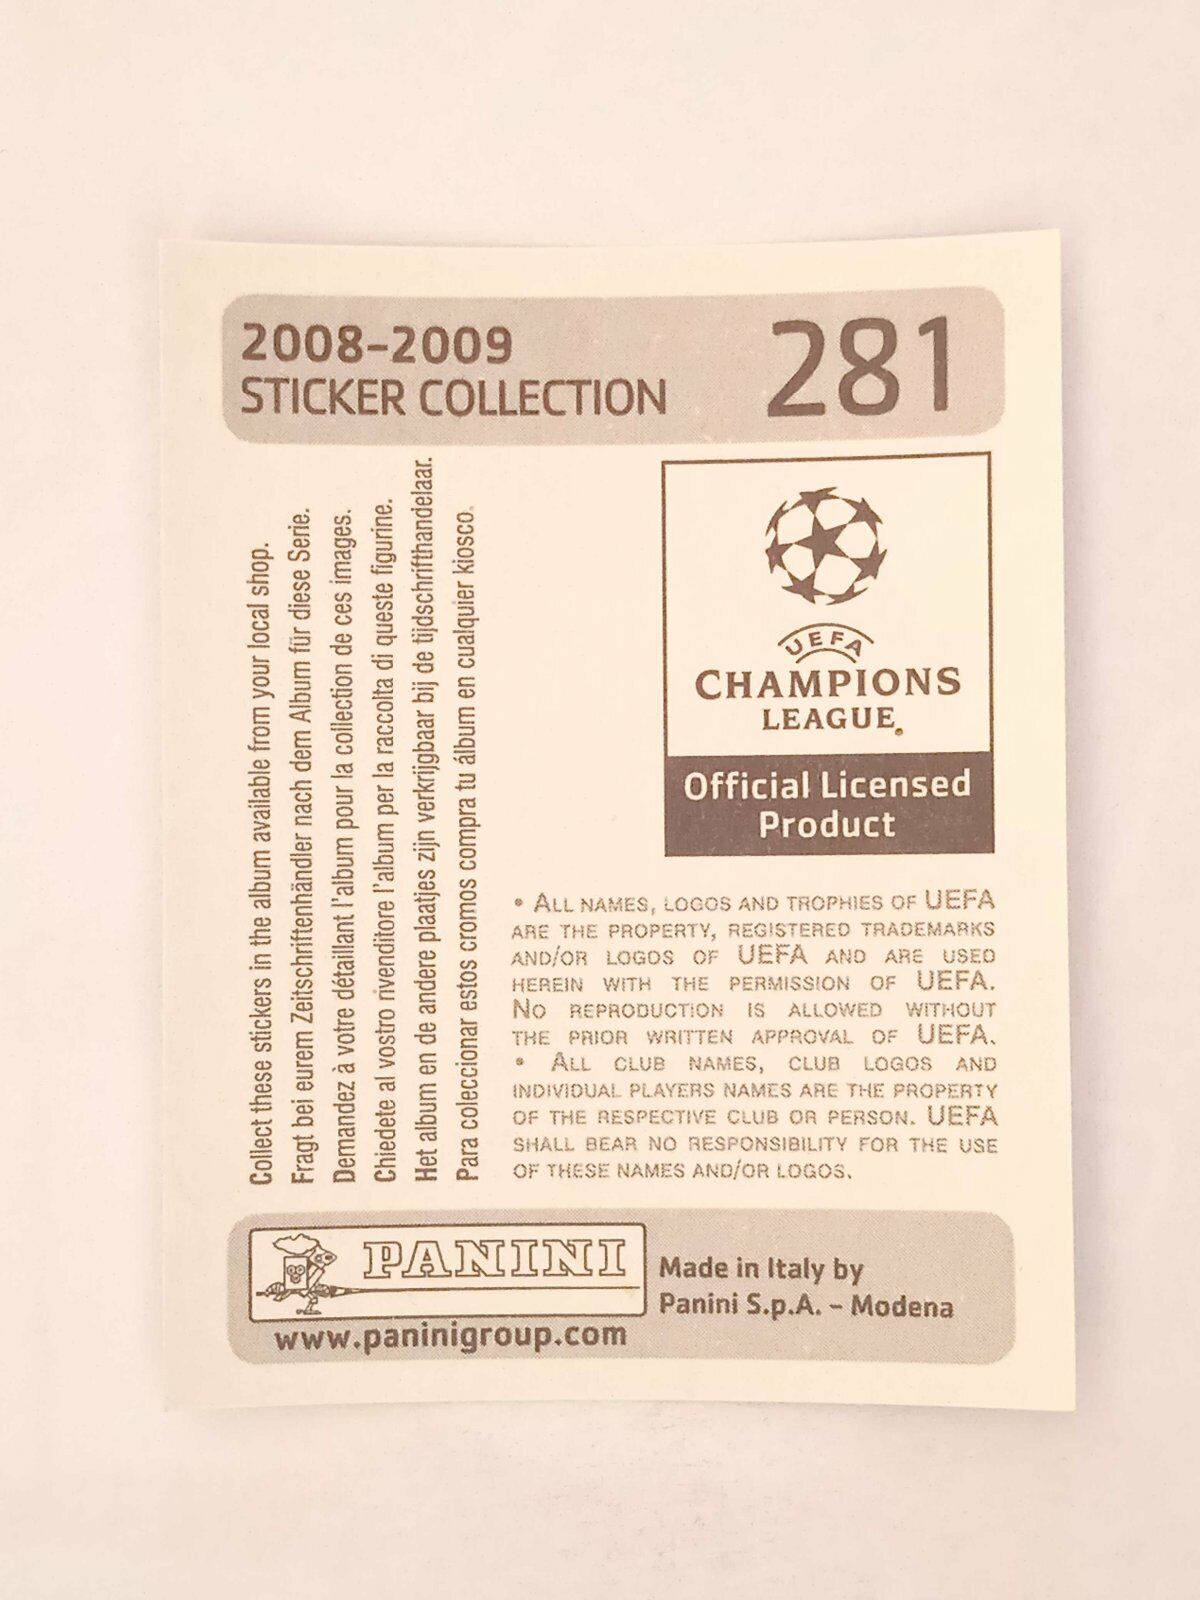 2008-2009
STICKER COLLECTION
281
Collect these stickers in the album available from your local shop.
Fragt bei eurem Zeitschriftenhändler nach dem Album für diese Serie.
Demandez à votre détaillant l'album pour la collection de ces images.
Chiedete al vostro rivenditore l'album per la raccolta di queste figurine.
Het album en de andere plaatjes zijn verkrijgbaar bij de tijdschrifthandelaar.
Para coleccionar estos cromos compra tu álbum en cualquier kiosco.
UEFA
CHAMPIONS
LEAGUE
Official Licensed
Product
• ALL NAMES, LOGOS AND TROPHIES OF UEFA
ARE THE PROPERTY, REGISTERED TRADEMARKS
AND/OR LOGOS OF UEFA AND ARE USED
HEREIN WITH THE PERMISSION OF UEFA.
NO REPRODUCTION IS ALLOWED WITHOUT
THE PRIOR WRITTEN APPROVAL OF UEFA.
• ALL CLUB NAMES, CLUB LOGOS AND
INDIVIDUAL PLAYERS NAMES ARE THE PROPERTY
OF THE RESPECTIVE CLUB OR PERSON. UEFA
SHALL BEAR NO RESPONSIBILITY FOR THE USE
OF THESE NAMES AND/OR LOGOS.
PANINI
www.paninigroup.com
Made in Italy by
Panini S.p.A. - Modena